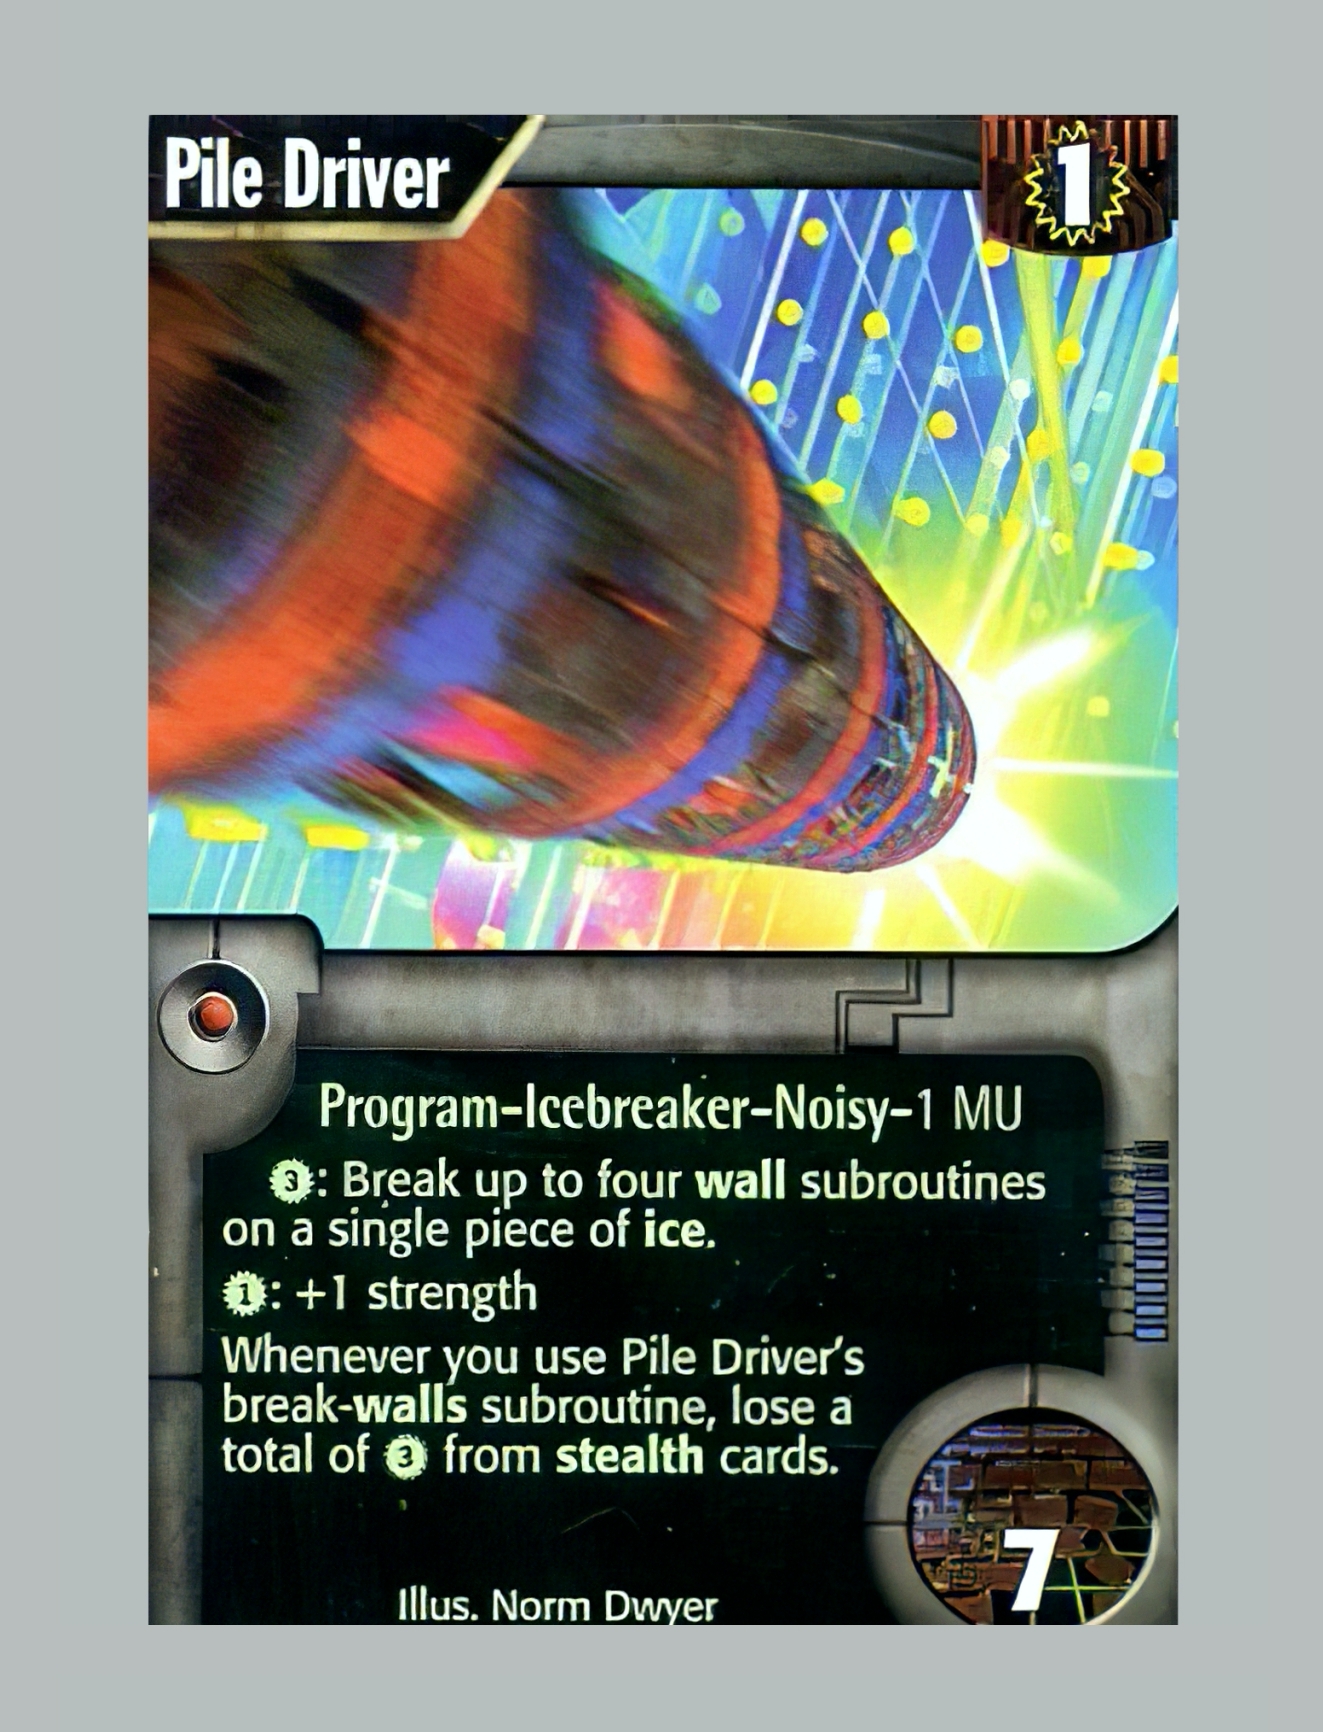 Pile Driver
1
Program-Icebreaker-Noisy-1 MU
3: Break up to four wall subroutines
on a single piece of ice.
1: +1 strength
Whenever you use Pile Driver's
break-walls subroutine, lose a
total of 3 from stealth cards.
7
Illus. Norm Dwyer